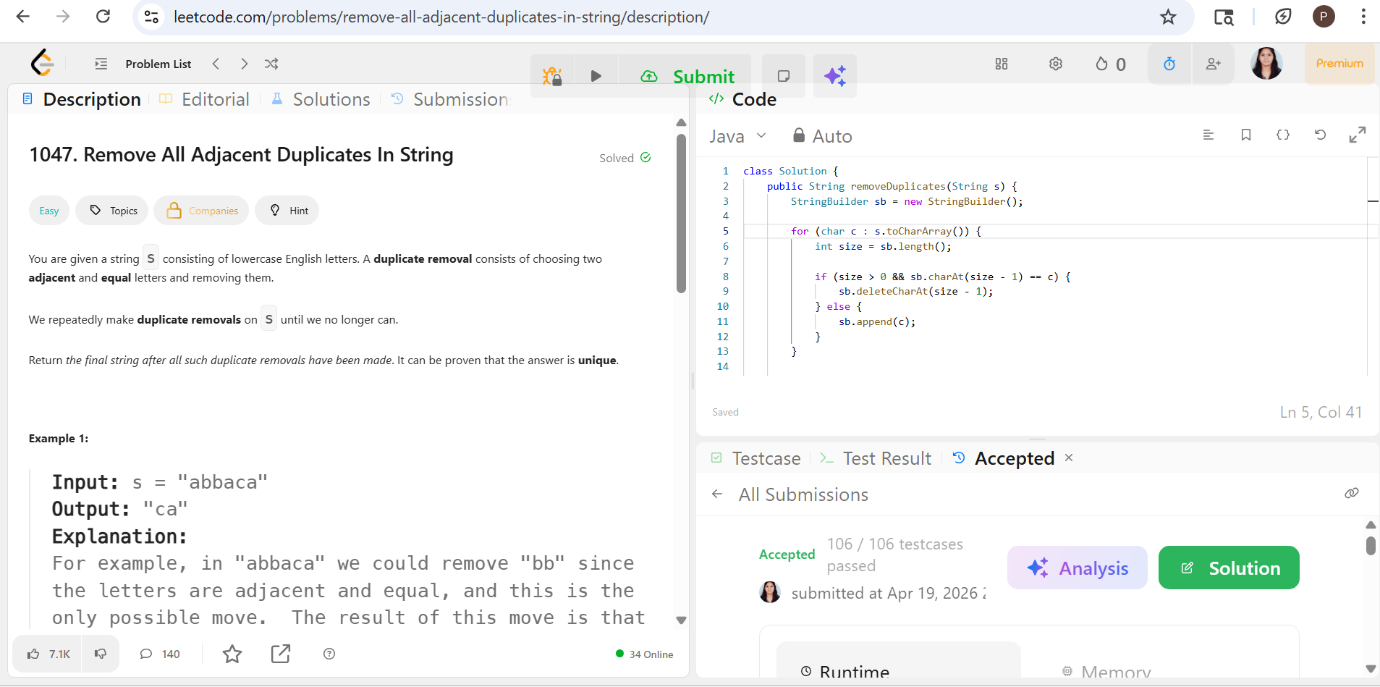 leetcode.com/problems/remove-all-adjacent-duplicates-in-string/description/
P
Problem List
Submit
0
Premium
Description
Editorial
Solutions
Submission
1047. Remove All Adjacent Duplicates In String
Solved
Easy
Topics
Companies
Hint
You are given a string S consisting of lowercase English letters. A duplicate removal consists of choosing two
adjacent and equal letters and removing them.
We repeatedly make duplicate removals on S until we no longer can.
Return the final string after all such duplicate removals have been made. It can be proven that the answer is unique.
Example 1:
Input: s = "abbaca"
Output: "ca"
Explanation:
For example, in "abbaca" we could remove "bb" since
the letters are adjacent and equal, and this is the
only possible move.  The result of this move is that
7.1K
140
34 Online
</> Code
Java
Auto
1 class Solution {
2     public String removeDuplicates(String s) {
3         StringBuilder sb = new StringBuilder();
4
5         for (char c : s.toCharArray()) {
6             int size = sb.length();
7
8             if (size > 0 && sb.charAt(size - 1) == c) {
9                 sb.deleteCharAt(size - 1);
10             } else {
11                 sb.append(c);
12             }
13         }
14
Saved
Ln 5, Col 41
Testcase
Test Result
Accepted
All Submissions
Accepted
106 / 106 testcases
passed
submitted at Apr 19, 2026
Analysis
Solution
Runtime
Memory